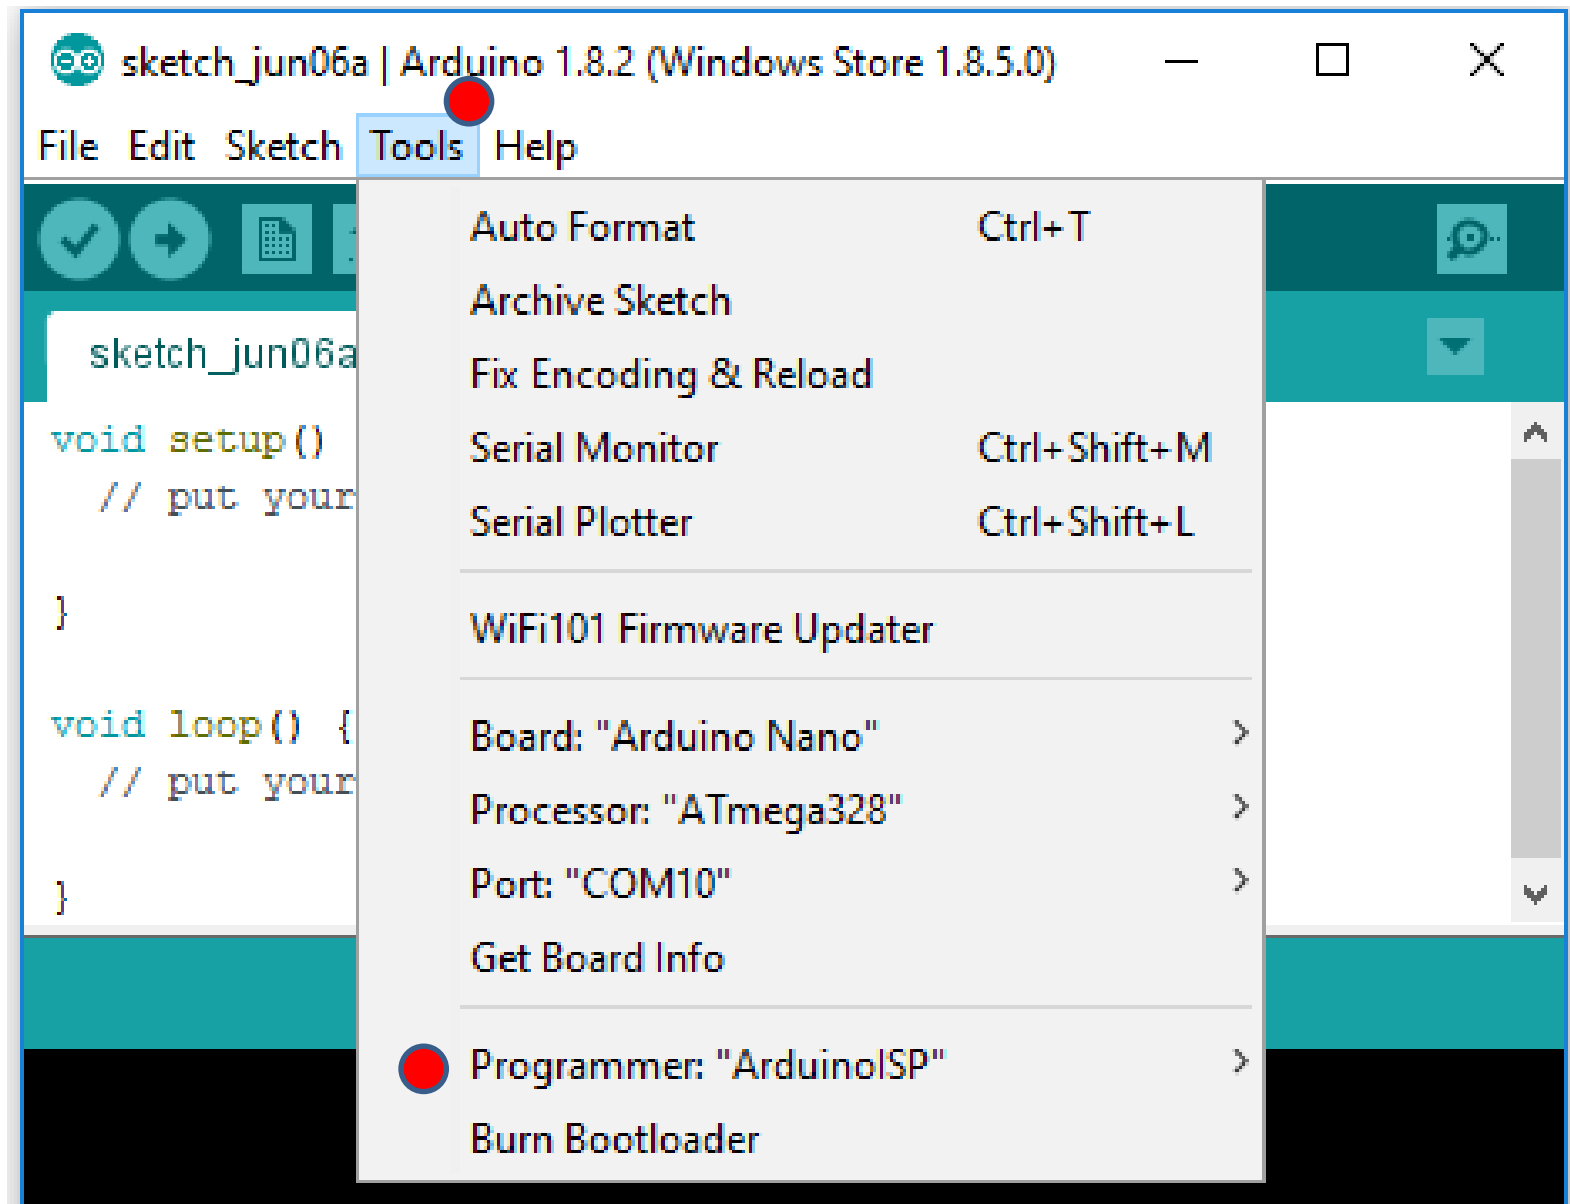 sketch_jun06a | Arduino 1.8.2 (Windows Store 1.8.5.0)
File Edit Sketch Tools Help
Auto Format Ctrl+T
Archive Sketch
Fix Encoding & Reload
Serial Monitor Ctrl+Shift+M
Serial Plotter Ctrl+Shift+L
WiFi101 Firmware Updater
Board: "Arduino Nano"
Processor: "ATmega328"
Port: "COM10"
Get Board Info
Programmer: "ArduinoISP"
Burn Bootloader
sketch_jun06a
void setup()
// put your
}
void loop() {
// put your
}